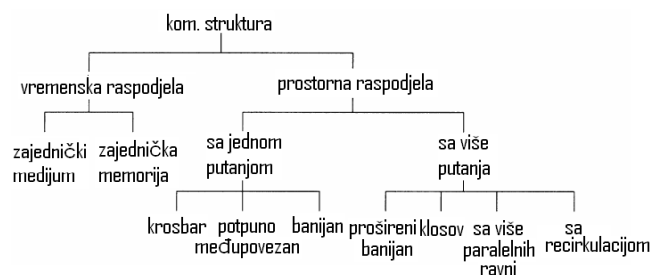 kom. struktura
vremenska raspodjela
prostorna raspodjela
zajednički
medijum
zajednička
memorija
sa jednom
putanjom
sa više
putanja
krosbar
potpuno
međupovezan
banijan
prošireni
banijan
klosov
sa više
paralelnih
ravni
sa
recirkulacijom